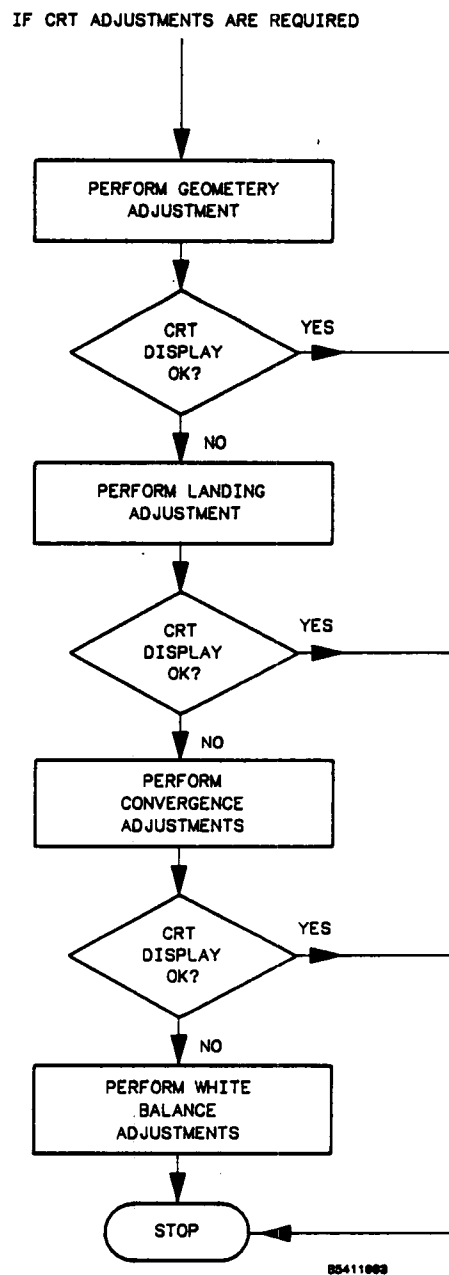 IF CRT ADJUSTMENTS ARE REQUIRED
PERFORM GEOMETERY
ADJUSTMENT
CRT
DISPLAY
OK?
YES
NO
PERFORM LANDING
ADJUSTMENT
CRT
DISPLAY
OK?
YES
NO
PERFORM
CONVERGENCE
ADJUSTMENTS
CRT
DISPLAY
OK?
YES
NO
PERFORM WHITE
BALANCE
ADJUSTMENTS
STOP